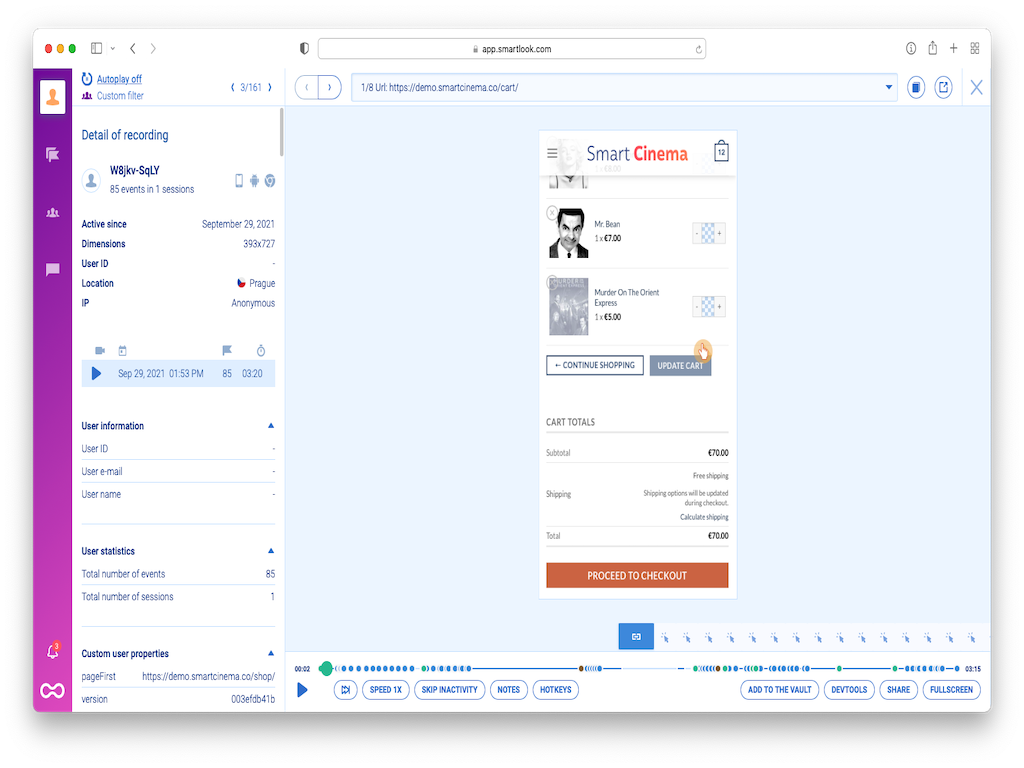 app.smartlook.com
Autoplay off
Custom filter
3/161
1/8 Url: https://demo.smartcinema.co/cart/
Detail of recording
W8jkv-SqLY
85 events in 1 sessions
Active since September 29, 2021
Dimensions 393x727
User ID -
Location Prague
IP Anonymous
Sep 29, 2021 01:53 PM 85 03:20
User information
User ID -
User e-mail -
User name -
User statistics
Total number of events 85
Total number of sessions 1
Custom user properties
pageFirst https://demo.smartcinema.co/shop/
version 003efdb41b
3
Smart Cinema
12
Mr. Bean
1 x €7.00
- +
Murder On The Orient
Express
1 x €5.00
- +
← CONTINUE SHOPPING
UPDATE CART
CART TOTALS
Subtotal €70.00
Free shipping
Shipping
Shipping options will be updated
during checkout.
Calculate shipping
Total €70.00
PROCEED TO CHECKOUT
00:02
03:15
SPEED 1X
SKIP INACTIVITY
NOTES
HOTKEYS
ADD TO THE VAULT
DEVTOOLS
SHARE
FULLSCREEN